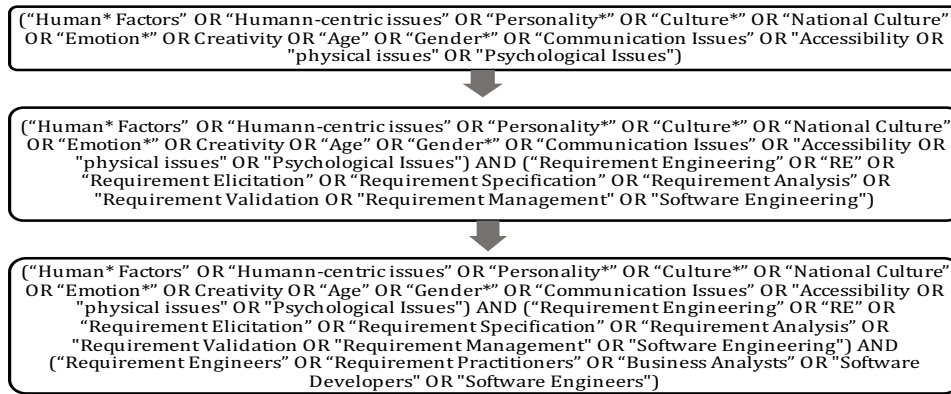 (“Human* Factors” OR “Humann-centric issues” OR “Personality*” OR “Culture*” OR “National Culture”
OR “Emotion*” OR Creativity OR “Age” OR “Gender*” OR “Communication Issues” OR "Accessibility OR
"physical issues" OR "Psychological Issues")
(“Human* Factors” OR “Humann-centric issues” OR “Personality*” OR “Culture*” OR “National Culture”
OR “Emotion*” OR Creativity OR “Age” OR “Gender*” OR “Communication Issues” OR "Accessibility OR
"physical issues" OR "Psychological Issues") AND (“Requirement Engineering” OR “RE” OR
“Requirement Elicitation” OR “Requirement Specification” OR “Requirement Analysis” OR
"Requirement Validation OR "Requirement Management" OR "Software Engineering")
(“Human* Factors” OR “Humann-centric issues” OR “Personality*” OR “Culture*” OR “National Culture”
OR “Emotion*” OR Creativity OR “Age” OR “Gender*” OR “Communication Issues” OR "Accessibility OR
"physical issues" OR "Psychological Issues") AND (“Requirement Engineering” OR “RE” OR
“Requirement Elicitation” OR “Requirement Specification” OR “Requirement Analysis” OR
"Requirement Validation OR "Requirement Management" OR "Software Engineering") AND
(“Requirement Engineers” OR “Requirement Practitioners” OR “Business Analysts” OR "Software
Developers" OR "Software Engineers")